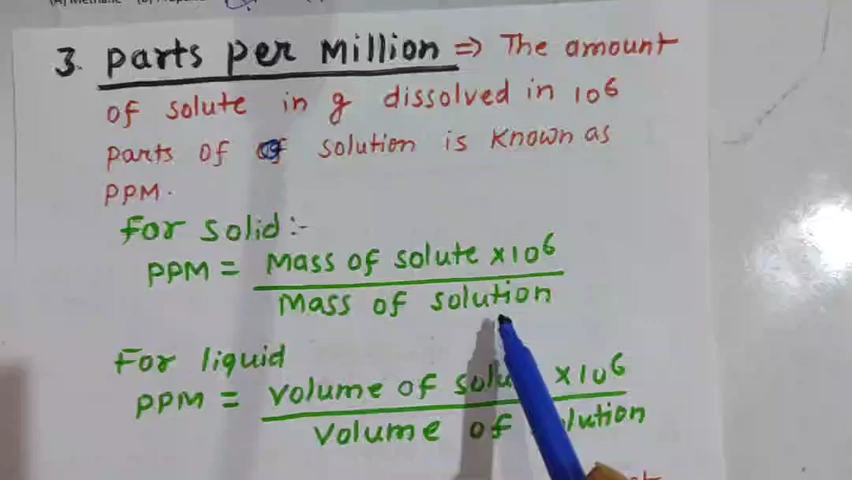 3. Parts Per Million => The amount
of solute in g dissolved in 10⁶
parts of of solution is known as
PPM.
For solid:-
PPM = Mass of solute × 10⁶
Mass of solution
For liquid
PPM = volume of × 10⁶
volume of